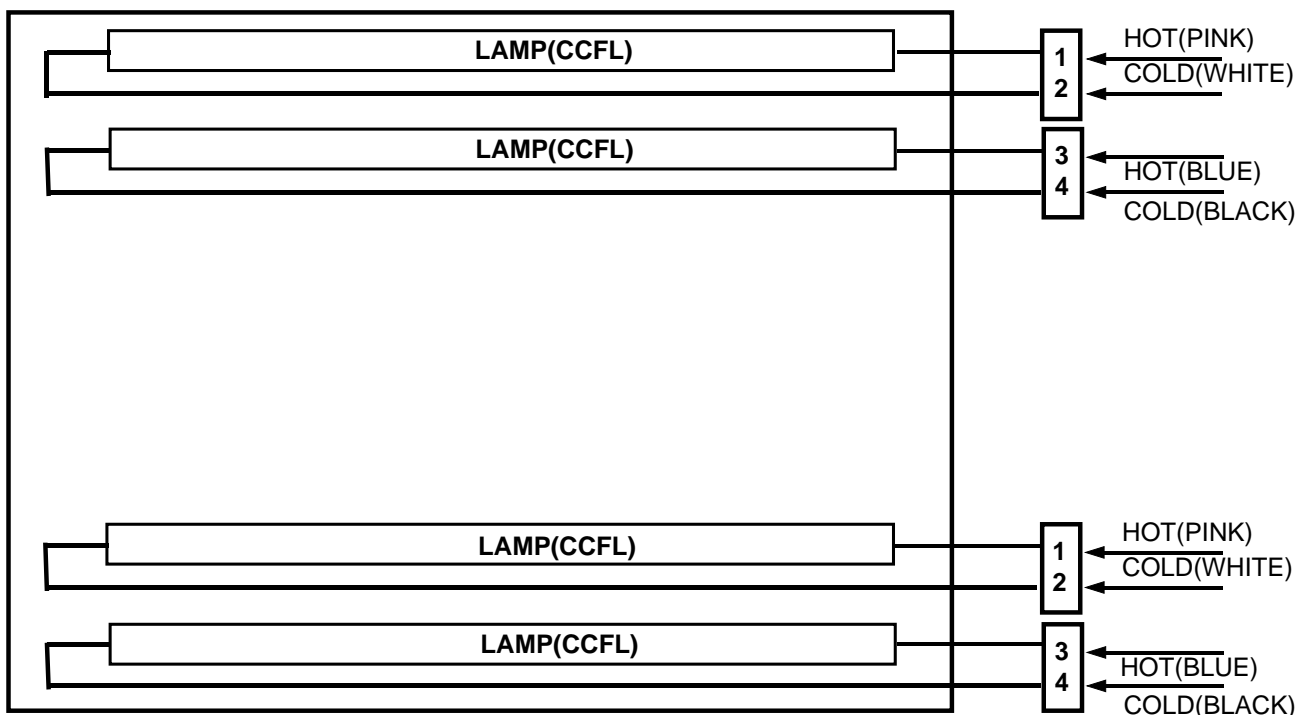 LAMP(CCFL)
1
HOT(PINK)
2
COLD(WHITE)
LAMP(CCFL)
3
HOT(BLUE)
4
COLD(BLACK)
LAMP(CCFL)
1
HOT(PINK)
2
COLD(WHITE)
LAMP(CCFL)
3
HOT(BLUE)
4
COLD(BLACK)